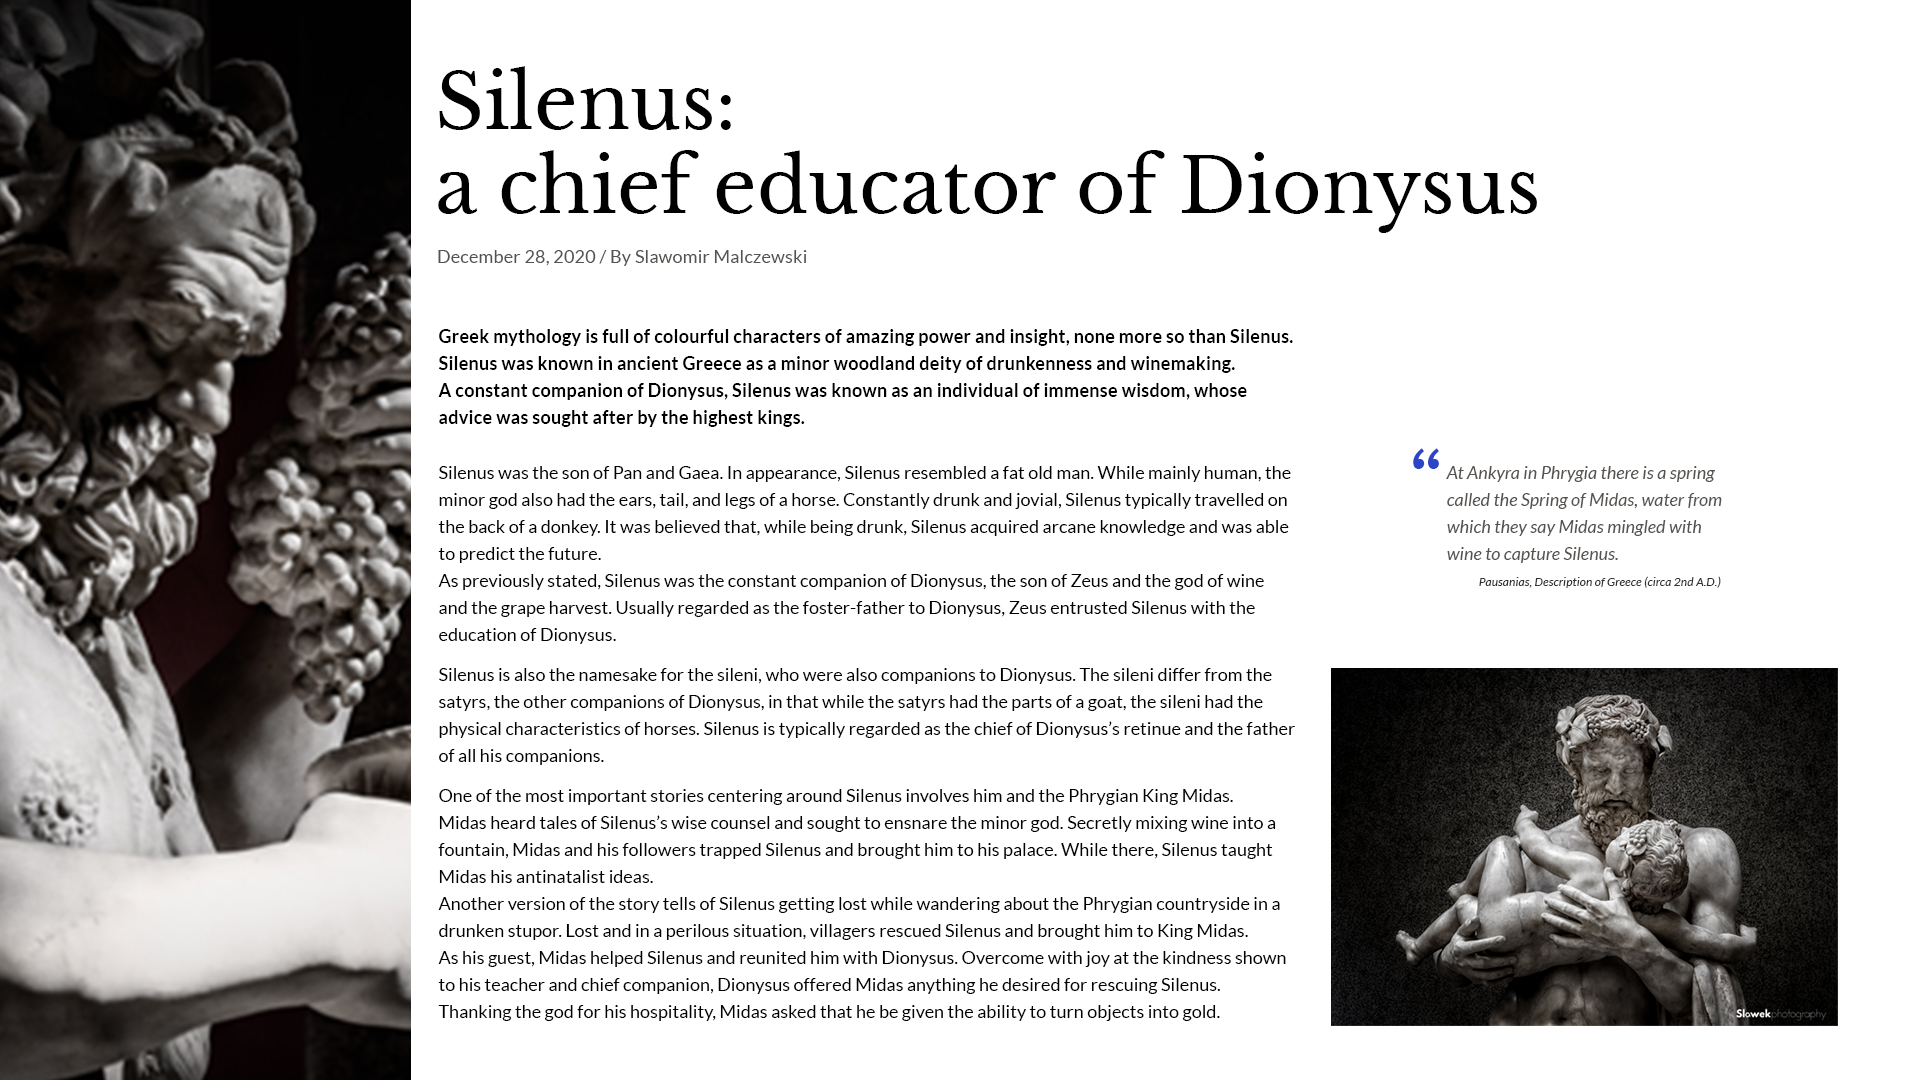 Silenus:
a chief educator of Dionysus
December 28, 2020 / By Slawomir Malczewski
Greek mythology is full of colourful characters of amazing power and insight, none more so than Silenus.
Silenus was known in ancient Greece as a minor woodland deity of drunkenness and winemaking.
A constant companion of Dionysus, Silenus was known as an individual of immense wisdom, whose
advice was sought after by the highest kings.
Silenus was the son of Pan and Gaea. In appearance, Silenus resembled a fat old man. While mainly human, the
minor god also had the ears, tail, and legs of a horse. Constantly drunk and jovial, Silenus typically travelled on
the back of a donkey. It was believed that, while being drunk, Silenus acquired arcane knowledge and was able
to predict the future.
As previously stated, Silenus was the constant companion of Dionysus, the son of Zeus and the god of wine
and the grape harvest. Usually regarded as the foster-father to Dionysus, Zeus entrusted Silenus with the
education of Dionysus.
Silenus is also the namesake for the sileni, who were also companions to Dionysus. The sileni differ from the
satyrs, the other companions of Dionysus, in that while the satyrs had the parts of a goat, the sileni had the
physical characteristics of horses. Silenus is typically regarded as the chief of Dionysus’s retinue and the father
of all his companions.
One of the most important stories centering around Silenus involves him and the Phrygian King Midas.
Midas heard tales of Silenus’s wise counsel and sought to ensnare the minor god. Secretly mixing wine into a
fountain, Midas and his followers trapped Silenus and brought him to his palace. While there, Silenus taught
Midas his antinatalist ideas.
Another version of the story tells of Silenus getting lost while wandering about the Phrygian countryside in a
drunken stupor. Lost and in a perilous situation, villagers rescued Silenus and brought him to King Midas.
As his guest, Midas helped Silenus and reunited him with Dionysus. Overcome with joy at the kindness shown
to his teacher and chief companion, Dionysus offered Midas anything he desired for rescuing Silenus.
Thanking the god for his hospitality, Midas asked that he be given the ability to turn objects into gold.
“ At Ankyra in Phrygia there is a spring
called the Spring of Midas, water from
which they say Midas mingled with
wine to capture Silenus.
Pausanias, Description of Greece (circa 2nd A.D.)
Slowekphotography